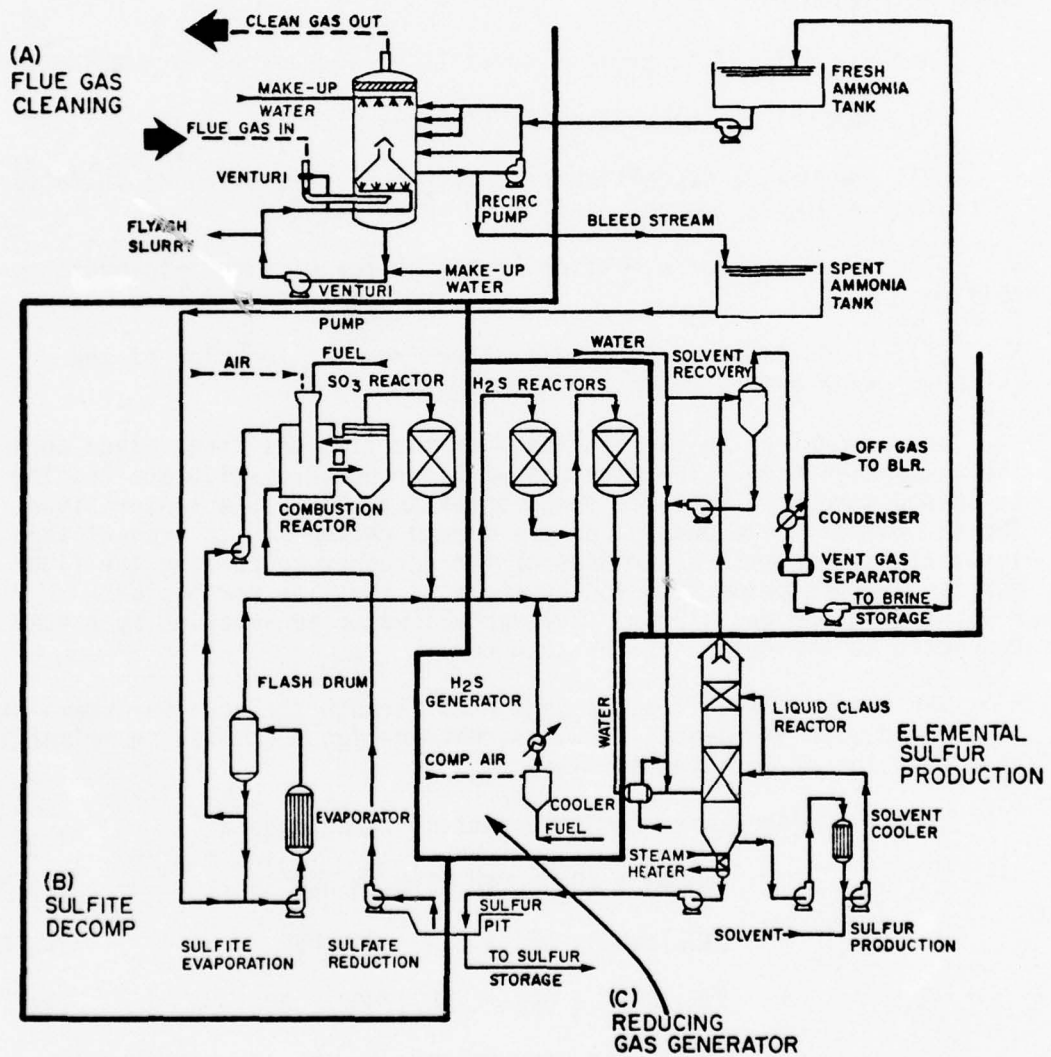 CLEAN GAS OUT
(A)
FLUE GAS
CLEANING
MAKE-UP
WATER
FLUE GAS IN
VENTURI
FLYASH
SLURRY
VENTURI
PUMP
MAKE-UP
WATER
RECIRC
PUMP
BLEED STREAM
FRESH
AMMONIA
TANK
SPENT
AMMONIA
TANK
AIR
FUEL
SO3 REACTOR
COMBUSTION
REACTOR
H2S REACTORS
WATER
SOLVENT
RECOVERY
OFF GAS
TO BLR.
CONDENSER
VENT GAS
SEPARATOR
TO BRINE
STORAGE
FLASH DRUM
EVAPORATOR
H2S
GENERATOR
COMP. AIR
COOLER
FUEL
WATER
LIQUID CLAUS
REACTOR
ELEMENTAL
SULFUR
PRODUCTION
SOLVENT
COOLER
STEAM
HEATER
(B)
SULFITE
DECOMP
SULFITE
EVAPORATION
SULFATE
REDUCTION
SULFUR
PIT
TO SULFUR
STORAGE
SOLVENT
SULFUR
PRODUCTION
(C)
REDUCING
GAS GENERATOR